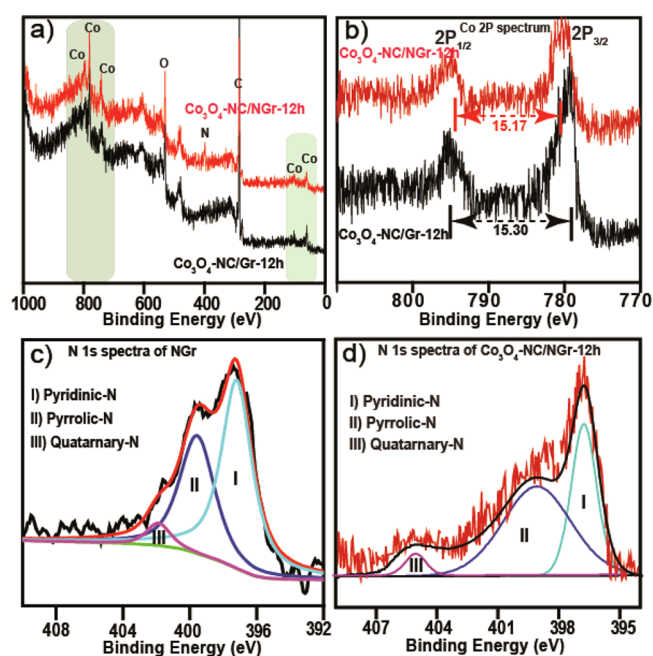 a)
Co
Co
Co
O
C
Co₃O₄-NC/NGr-12h
N
Co
Co
Co₃O₄-NC/Gr-12h
1000 800 600 400 200 0
Binding Energy (eV)
b)
Co 2P spectrum
2P₁/₂
2P₃/₂
Co₃O₄-NC/NGr-12h
15.17
Co₃O₄-NC/Gr-12h
15.30
800 790 780 770
Binding Energy (eV)
c)
N 1s spectra of NGr
I) Pyridinic-N
II) Pyrrolic-N
III) Quatarnary-N
I
II
III
408 404 400 396 392
Binding Energy (eV)
d)
N 1s spectra of Co₃O₄-NC/NGr-12h
I) Pyridinic-N
II) Pyrrolic-N
III) Quatarnary-N
I
II
III
407 404 401 398 395
Binding Energy (eV)